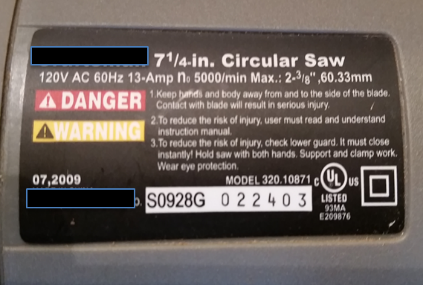 7 1/4-in. Circular Saw
120V AC 60Hz 13-Amp n₀ 5000/min Max.: 2-3/8",60.33mm
DANGER 1.Keep hands and body away from and to the side of the blade.
Contact with blade will result in serious injury.
WARNING 2.To reduce the risk of injury, user must read and understand
instruction manual.
3.To reduce the risk of injury, check lower guard. It must close
instantly! Hold saw with both hands. Support and clamp work.
Wear eye protection.
07,2009
MODEL 320.10871
C UL US
LISTED
93MA
E209876
S0928G 022403